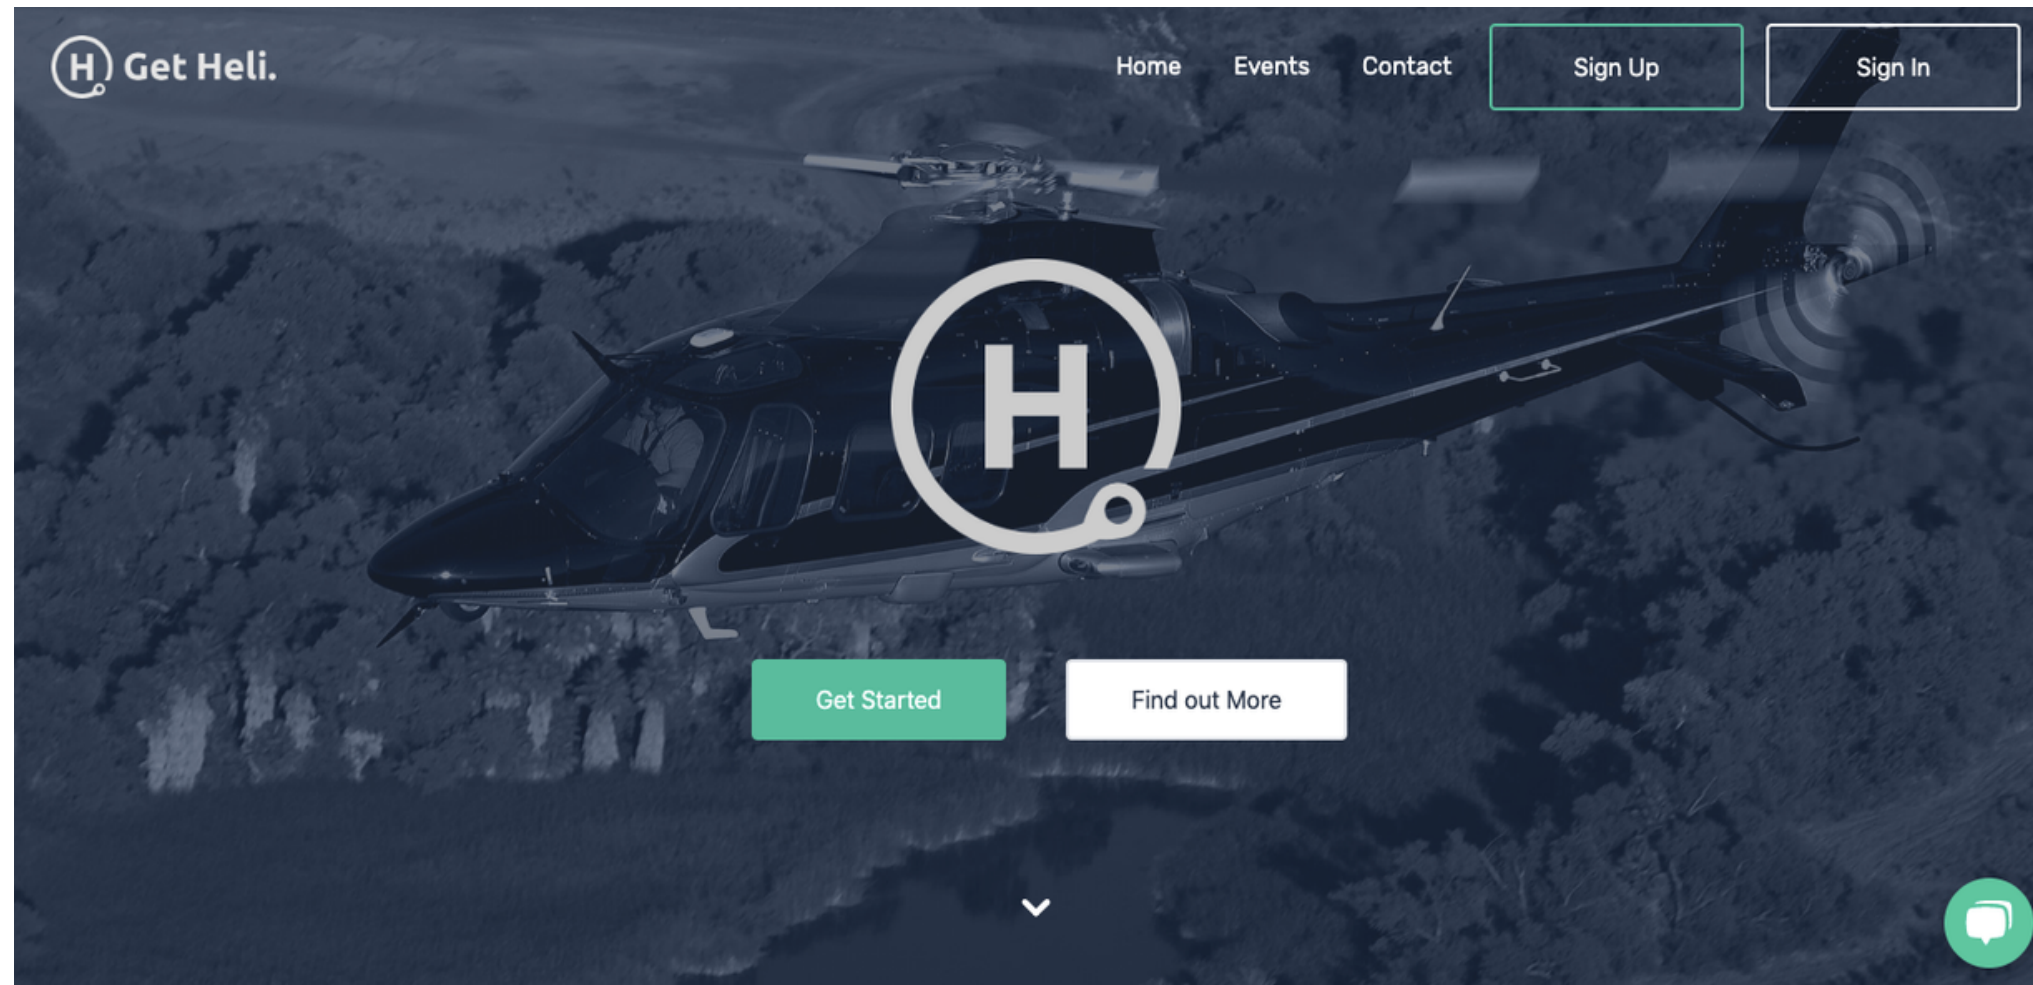 H Get Heli.
Home Events Contact Sign Up Sign In
H
Get Started Find out More